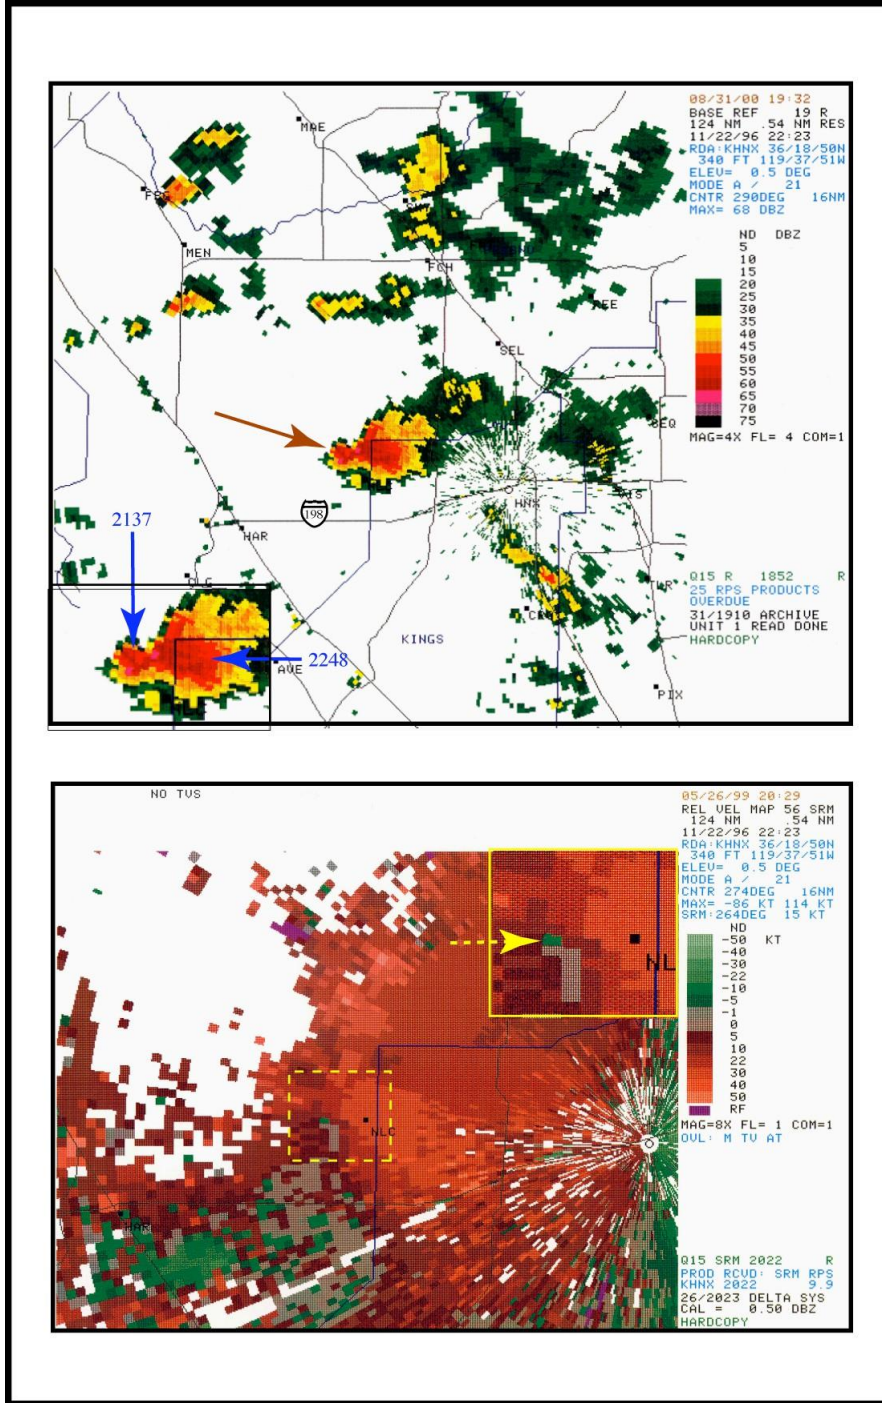 08/31/00 19:32
BASE REF 19 R
124 NM .54 NM RES
11/22/96 22:23
RDA:KHNX 36/18/50N
340 FT 119/37/51W
ELEV= 0.5 DEG
MODE A / 21
CNTR 290DEG 16NM
MAX= 68 DBZ
ND DBZ
5
10
15
20
25
30
35
40
45
50
55
60
65
70
75
MAG=4X FL= 4 COM=1
Q15 R 1852 R
25 RPS PRODUCTS
OVERDUE
31/1910 ARCHIVE
UNIT 1 READ DONE
HARDCOPY
MAE
MEN
FCH
REE
SEL
SEQ
VIS
HNX
198
HAR
2137
CLG
KINGS
2248
AVE
TLR
PIX
NO TVS
05/26/99 20:29
REL VEL MAP 56 SRM
124 NM .54 NM
11/22/96 22:23
RDA:KHNX 36/18/50N
340 FT 119/37/51W
ELEV= 0.5 DEG
MODE A / 21
CNTR 274DEG 16NM
MAX= -86 KT 114 KT
SRM:264DEG 15 KT
ND
-50 KT
-40
-30
-22
-10
-5
-1
0
5
10
22
30
40
50
RF
MAG=8X FL= 1 COM=1
OVL: M TV AT
Q15 SRM 2022 R
PROD RCVD: SRM RPS
KHNX 2022 9.9
26/2023 DELTA SYS
CAL = 0.50 DBZ
HARDCOPY
NL
NLC
HAR